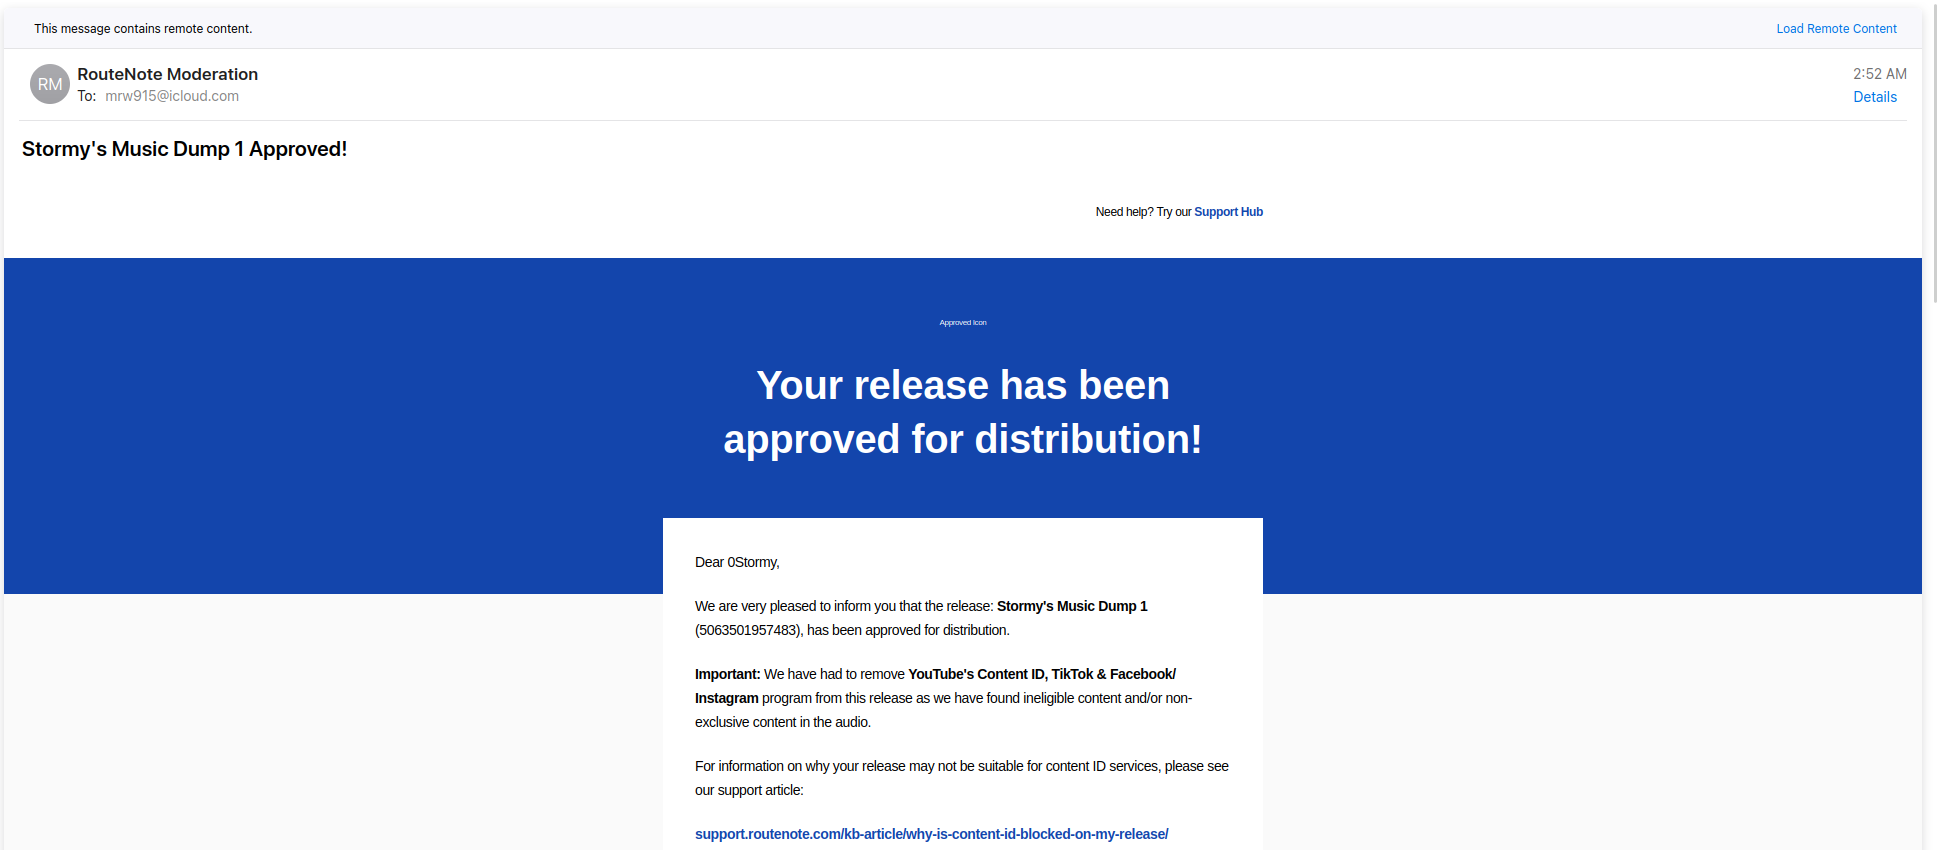 This message contains remote content.
Load Remote Content
RM
RouteNote Moderation
2:52 AM
To: mrw915@icloud.com
Details
Stormy's Music Dump 1 Approved!
Need help? Try our Support Hub
Approved Icon
Your release has been
approved for distribution!
Dear 0Stormy,
We are very pleased to inform you that the release: Stormy's Music Dump 1
(5063501957483), has been approved for distribution.
Important: We have had to remove YouTube's Content ID, TikTok & Facebook/
Instagram program from this release as we have found ineligible content and/or non-
exclusive content in the audio.
For information on why your release may not be suitable for content ID services, please see
our support article:
support.routenote.com/kb-article/why-is-content-id-blocked-on-my-release/